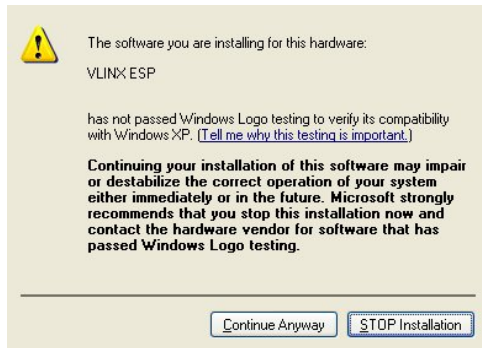 The software you are installing for this hardware:
VLINX ESP
has not passed Windows Logo testing to verify its compatibility
with Windows XP. (Tell me why this testing is important.)
Continuing your installation of this software may impair
or destabilize the correct operation of your system
either immediately or in the future. Microsoft strongly
recommends that you stop this installation now and
contact the hardware vendor for software that has
passed Windows Logo testing.
Continue Anyway
STOP Installation